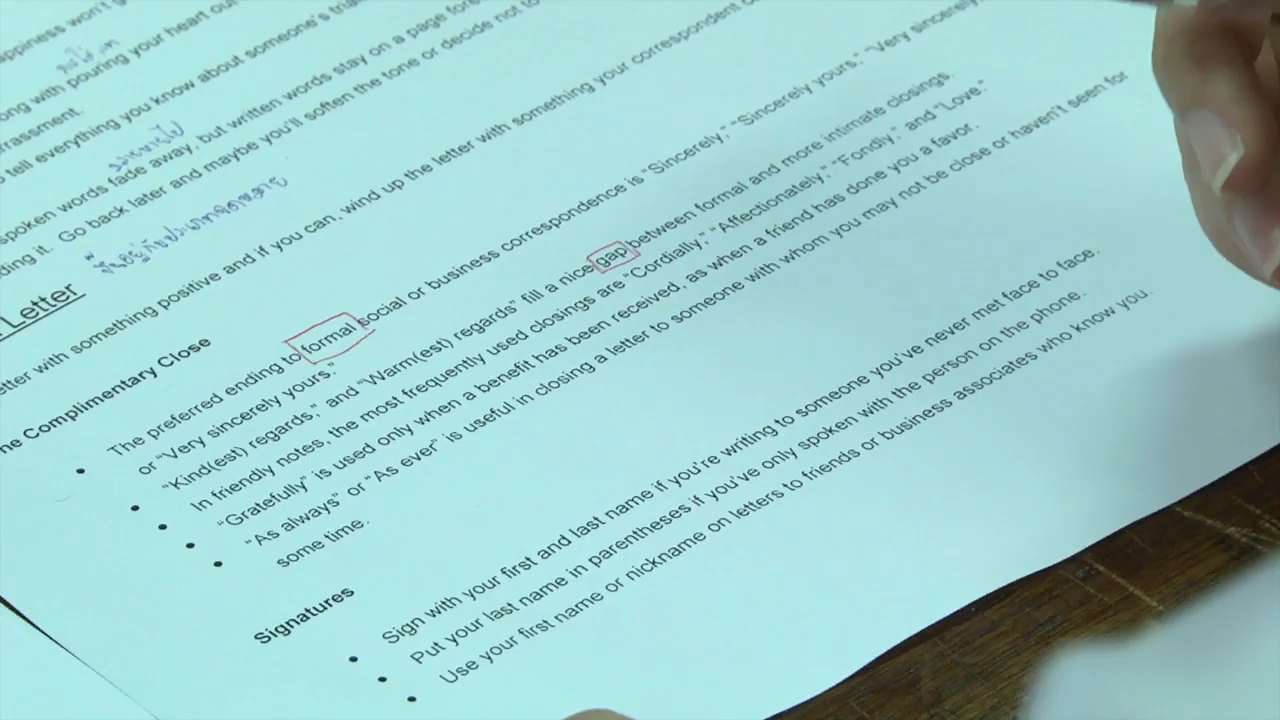 appiness won't g
ong with pouring your heart out
rrassment.
tell everything you know about someone's tria
spoken words fade away, but written words stay on a page fore
ding it. Go back later and maybe you'll soften the tone or decide not to
Letter
etter with something positive and if you can, wind up the letter with something your correspondent c
he Complimentary Close
• The preferred ending to formal social or business correspondence is “Sincerely,” “Sincerely yours,” “Very sincerely,”
or “Very sincerely yours.”
• “Kind(est) regards,” and “Warm(est) regards” fill a nice gap between formal and more intimate closings.
• In friendly notes, the most frequently used closings are “Cordially,” “Affectionately,” “Fondly,” and “Love.”
• “Gratefully” is used only when a benefit has been received, as when a friend has done you a favor.
• “As always” or “As ever” is useful in closing a letter to someone with whom you may not be close or haven't seen for
some time.
Signatures
• Sign with your first and last name if you're writing to someone you've never met face to face.
• Put your last name in parentheses if you've only spoken with the person on the phone.
• Use your first name or nickname on letters to friends or business associates who know you.